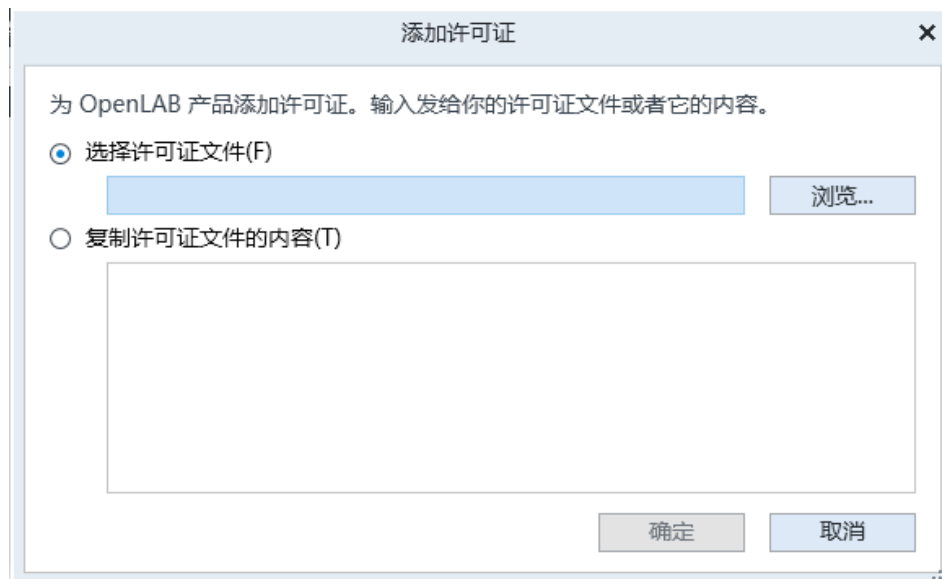 添加许可证
为 OpenLAB 产品添加许可证。输入发给你的许可证文件或者它的内容。
选择许可证文件(F)
浏览...
复制许可证文件的内容(T)
确定
取消